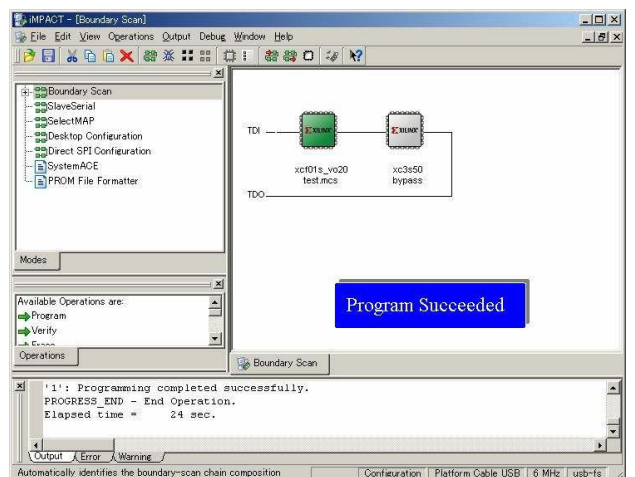 iMPACT - [Boundary Scan]
File Edit View Operations Output Debug Window Help
Boundary Scan
SlaveSerial
SelectMAP
Desktop Configuration
Direct SPI Configuration
SystemACE
PROM File Formatter
Modes
Available Operations are:
Program
Verify
Erase
Operations
TDI
XILINX
XILINX
xcf01s_vo20
test.mcs
xc3s50
bypass
TDO
Program Succeeded
Boundary Scan
'1': Programming completed successfully.
PROGRESS_END - End Operation.
Elapsed time = 24 sec.
Output Error Warning
Automatically identifies the boundary-scan chain composition
Configuration Platform Cable USB 6 MHz usb-fs